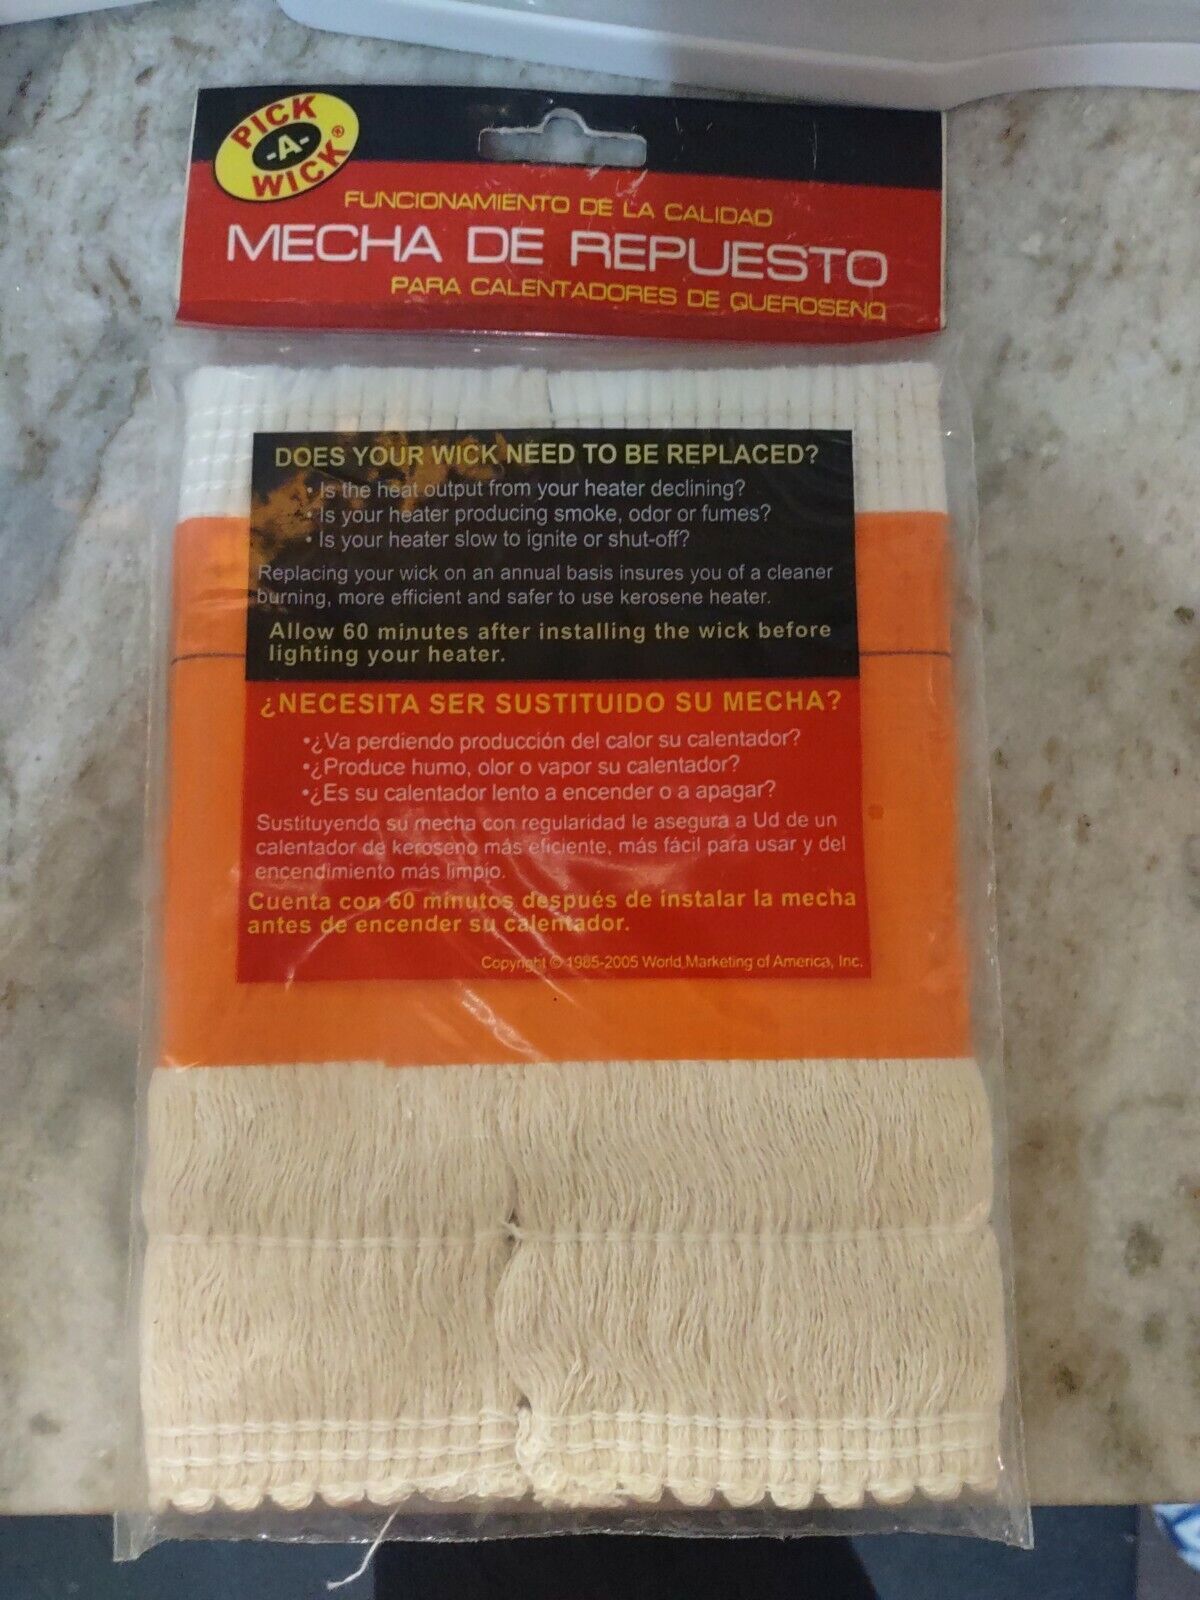 PICK
-A-
WICK®
FUNCIONAMIENTO DE LA CALIDAD
MECHA DE REPUESTO
PARA CALENTADORES DE QUEROSENO
DOES YOUR WICK NEED TO BE REPLACED?
• Is the heat output from your heater declining?
• Is your heater producing smoke, odor or fumes?
• Is your heater slow to ignite or shut-off?
Replacing your wick on an annual basis insures you of a cleaner
burning, more efficient and safer to use kerosene heater.
Allow 60 minutes after installing the wick before
lighting your heater.
¿NECESITA SER SUSTITUIDO SU MECHA?
•¿Va perdiendo producción del calor su calentador?
•¿Produce humo, olor o vapor su calentador?
•¿Es su calentador lento a encender o a apagar?
Sustituyendo su mecha con regularidad le asegura a Ud de un
calentador de keroseno más eficiente, más fácil para usar y del
encendimiento más limpio.
Cuenta con 60 minutos después de instalar la mecha
antes de encender su calentador.
Copyright © 1985-2005 World Marketing of America, Inc.